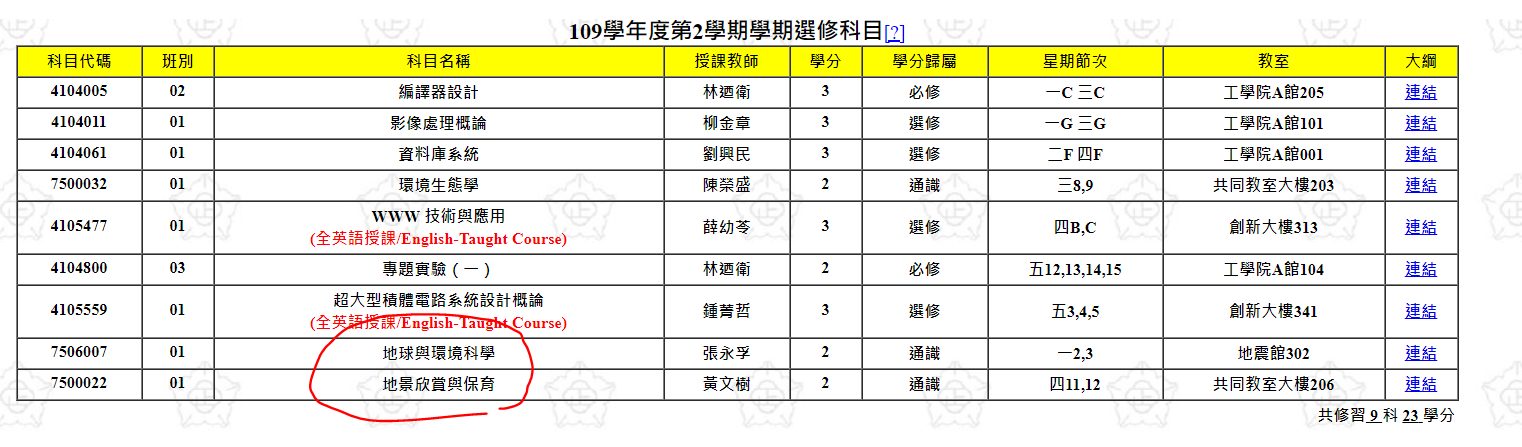 109學年度第2學期學期選修科目[?]
科目代碼 班別 科目名稱 授課教師 學分 學分歸屬 星期節次 教室 大綱
4104005 02 編譯器設計 林迺衛 3 必修 一C 三C 工學院A館205 連結
4104011 01 影像處理概論 柳金章 3 選修 一G 三G 工學院A館101 連結
4104061 01 資料庫系統 劉興民 3 選修 二F 四F 工學院A館001 連結
7500032 01 環境生態學 陳榮盛 2 通識 三8,9 共同教室大樓203 連結
4105477 01 WWW 技術與應用 薛幼苓 3 選修 四B,C 創新大樓313 連結
(全英語授課/English-Taught Course)
4104800 03 專題實驗（一） 林迺衛 2 必修 五12,13,14,15 工學院A館104 連結
4105559 01 超大型積體電路系統設計概論 鍾菁哲 3 選修 五3,4,5 創新大樓341 連結
(全英語授課/English-Taught Course)
7506007 01 地球與環境科學 張永孚 2 通識 一2,3 地震館302 連結
7500022 01 地景欣賞與保育 黃文樹 2 通識 四11,12 共同教室大樓206 連結
共修習 9 科 23 學分